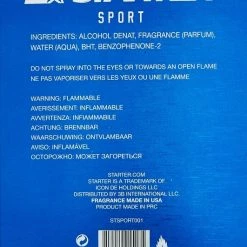 STARTER
SPORT
INGREDIENTS: ALCOHOL DENAT, FRAGRANCE (PARFUM),
WATER (AQUA), BHT, BENZOPHENONE-2
DO NOT SPRAY INTO THE EYES OR TOWARDS AN OPEN FLAME
NE PAS VAPORISER VERS LES YEUX OU UNE FLAMME
WARNING: FLAMMABLE
AVERISSEMENT: INFLAMMABLE
AVVERTIMENTO: INFIAMMABILE
ACHTUNG: BRENNBAR
WAARSCHUWING: ONTVLAMBAAR
AVISO: INFLAMÁVEL
ОСТОРОЖНО: МОЖЕТ ЗАГОРЕТЬСЯ
STARTER.COM
STARTER IS A TRADEMARK OF
ICON DE HOLDINGS LLC
DISTRIBUTED BY 3B INTERNATIONAL LLC.
FRAGRANCE MADE IN USA
PRODUCT MADE IN PRC
STSPORT001